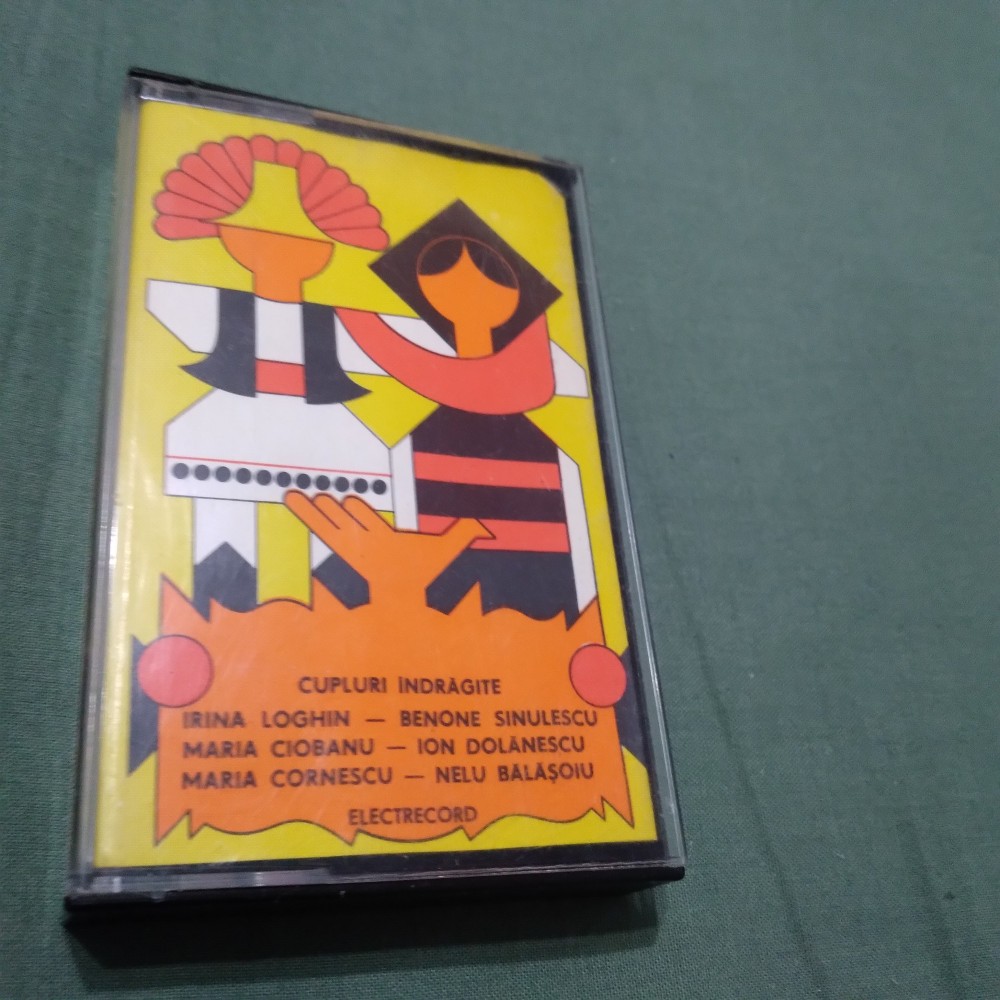 CUPLURI ÎNDRĂGITE
IRINA LOGHIN — BENONE SINULESCU
MARIA CIOBANU — ION DOLĂNESCU
MARIA CORNESCU — NELU BĂLĂȘOIU
ELECTRECORD